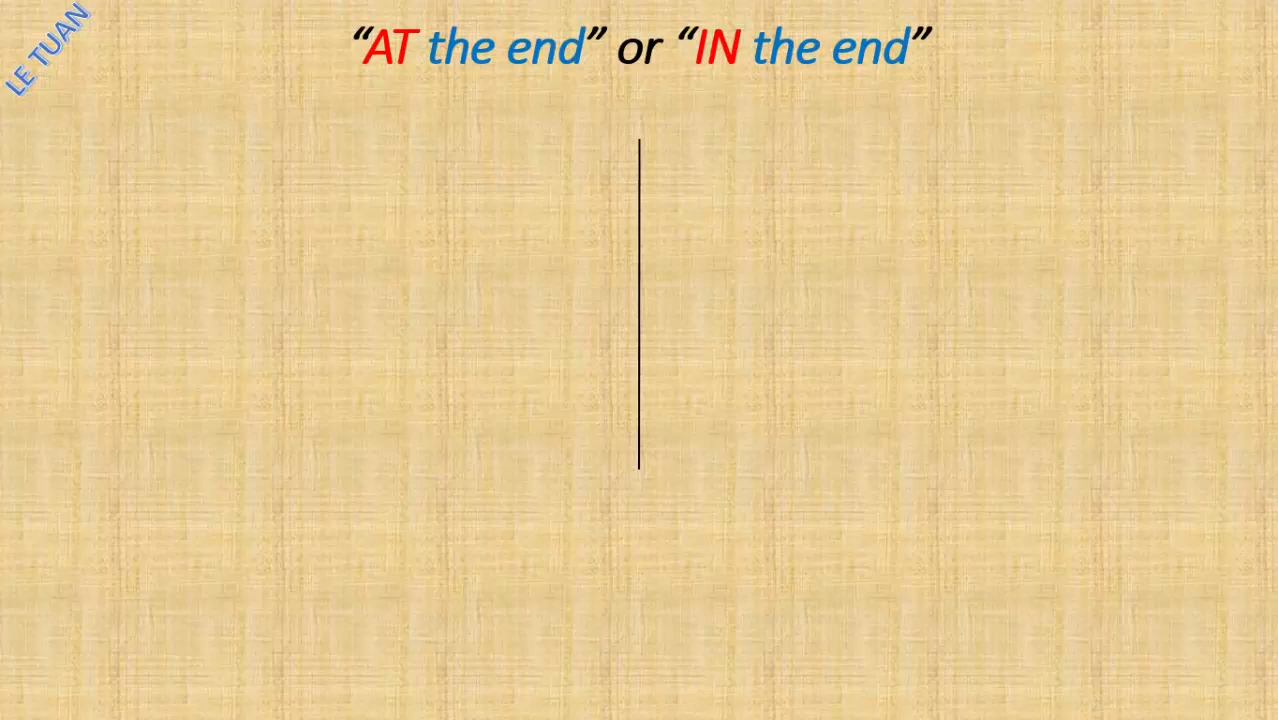 LE TUAN
“AT the end” or “IN the end”